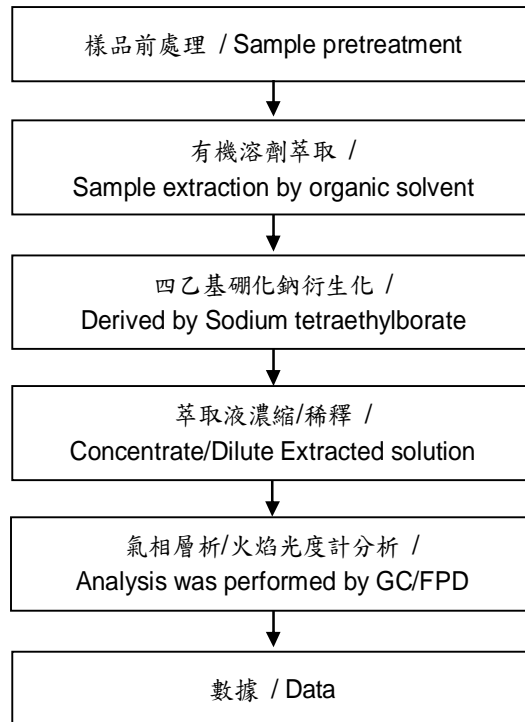 樣品前處理 / Sample pretreatment
有機溶劑萃取 /
Sample extraction by organic solvent
四乙基硼化鈉衍生化 /
Derived by Sodium tetraethylborate
萃取液濃縮/稀釋 /
Concentrate/Dilute Extracted solution
氣相層析/火焰光度計分析 /
Analysis was performed by GC/FPD
數據 / Data